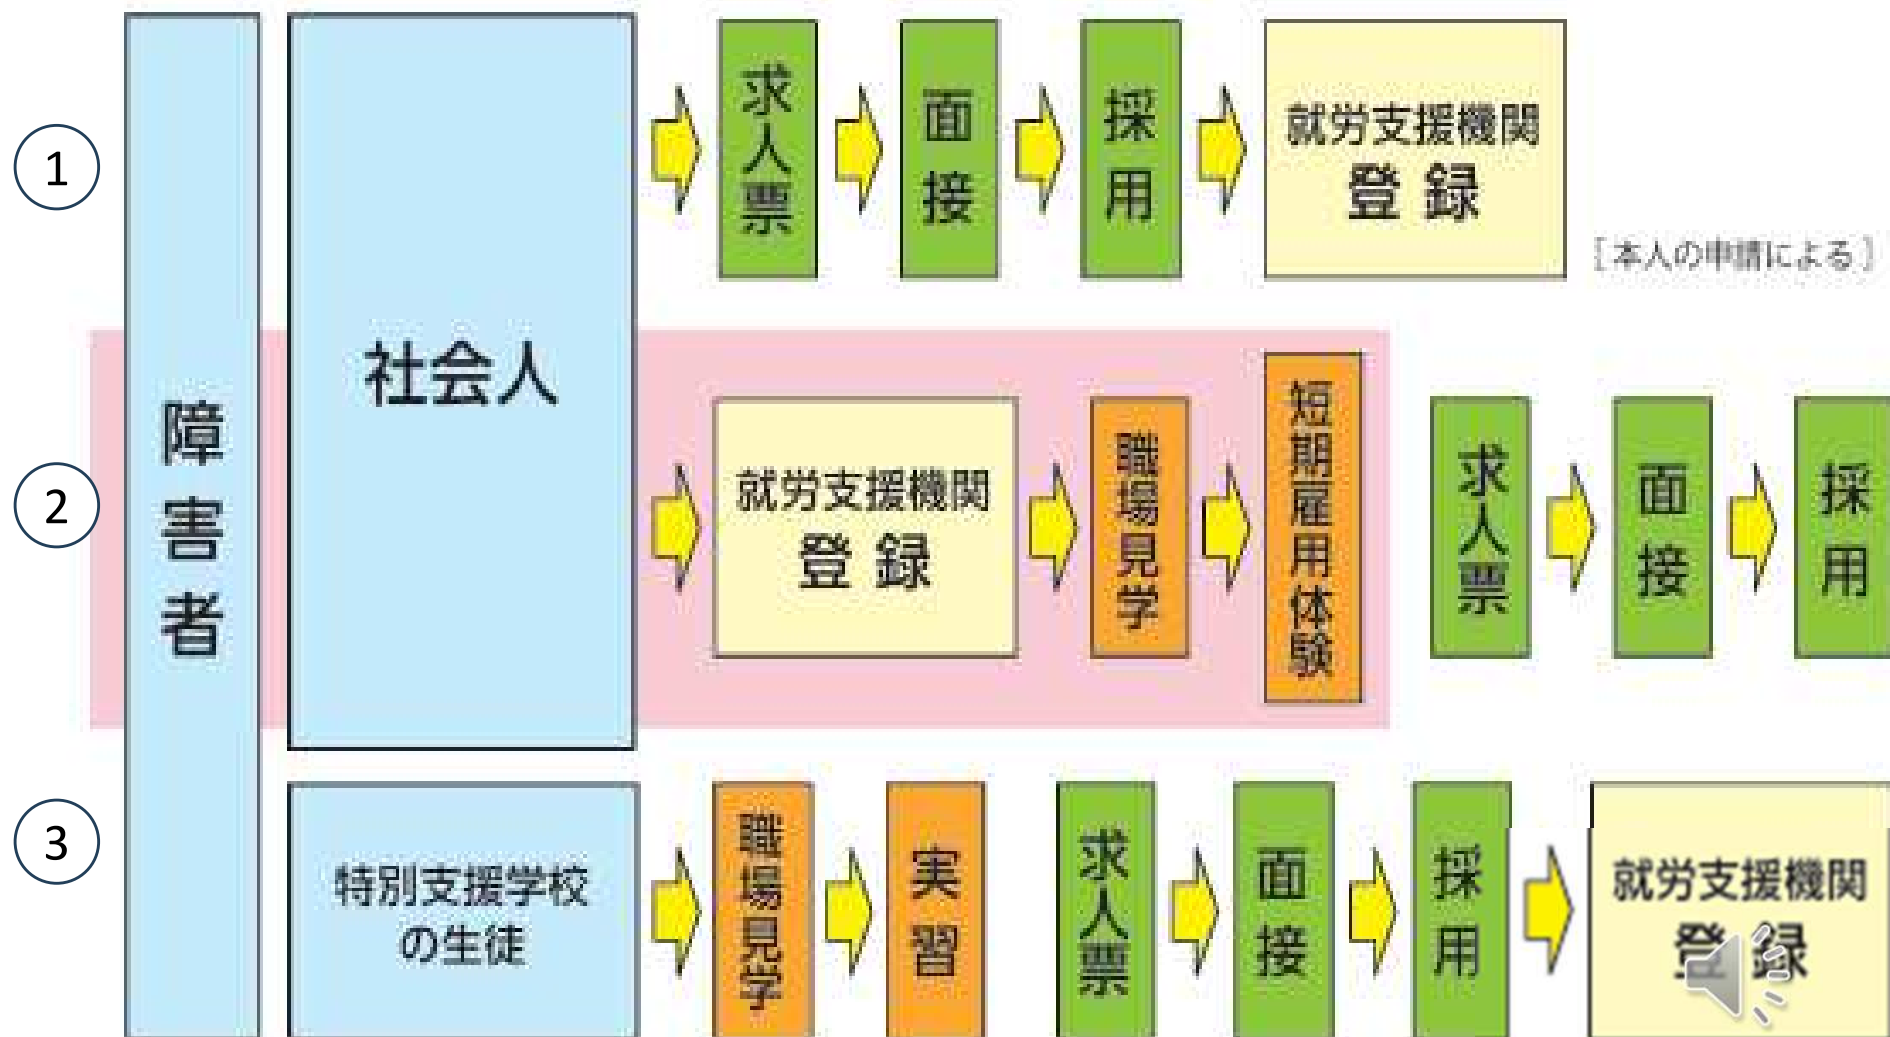 障害者
社会人
①
求人票
面接
採用
就労支援機関
登録
[本人の申請による]
②
就労支援機関
登録
職場見学
短期雇用体験
求人票
面接
採用
③
特別支援学校
の生徒
職場見学
実習
求人票
面接
採用
就労支援機関
登録